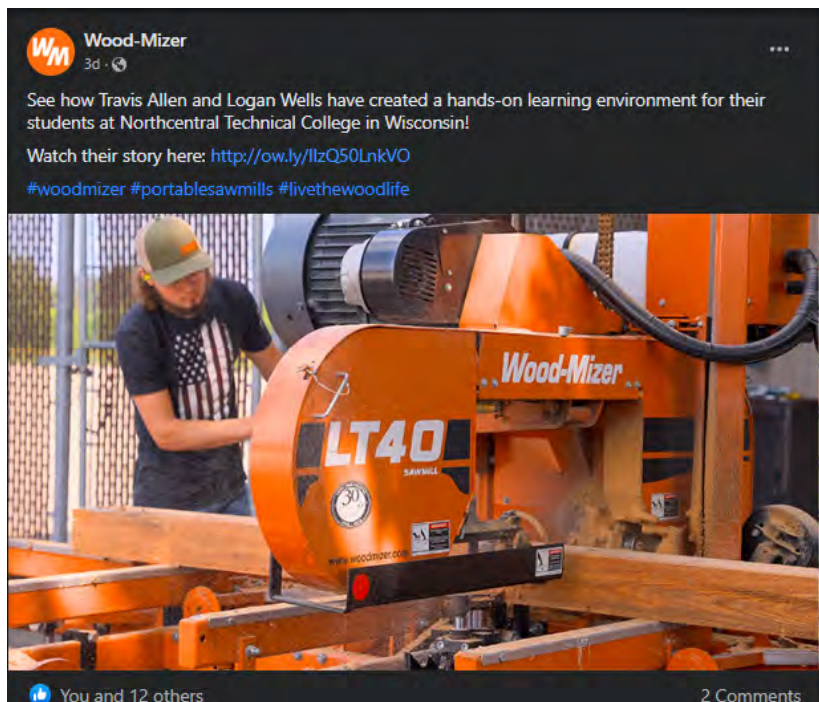 WM
Wood-Mizer
3d ·
See how Travis Allen and Logan Wells have created a hands-on learning environment for their
students at Northcentral Technical College in Wisconsin!
Watch their story here: http://ow.ly/IIzQ50LnkVO
#woodmizer #portablesawmills #livethewoodlife
Wood-Mizer
LT40
SAWMILL
30
www.woodmizer.com
You and 12 others
2 Comments